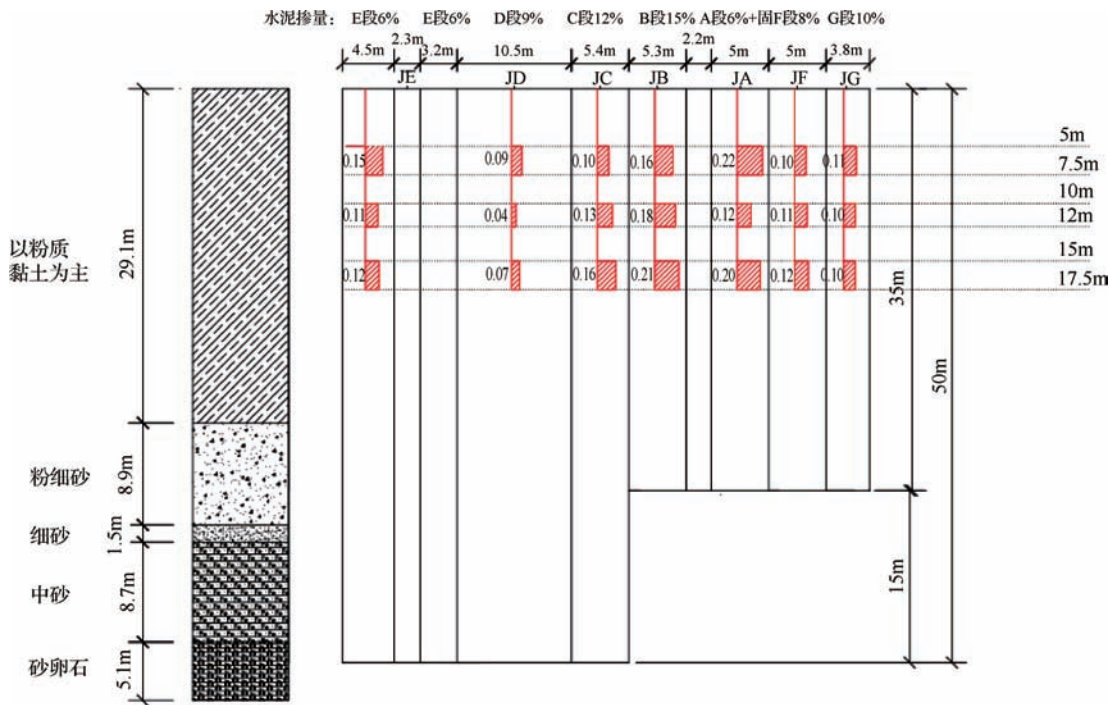 水泥掺量： E段6% E段6% D段9% C段12% B段15% A段6%+固F段8% G段10%
4.5m 2.3m 3.2m 10.5m 5.4m 5.3m 2.2m 5m 5m 3.8m
JE JD JC JB JA JF JG
5m
0.15 0.09 0.10 0.16 0.22 0.10 0.11 7.5m
10m
0.11 0.04 0.13 0.18 0.12 0.11 0.10 12m
15m
0.12 0.07 0.16 0.21 0.20 0.12 0.10 17.5m
以粉质
黏土为主
29.1m
35m
50m
粉细砂
8.9m
细砂
1.5m
中砂
8.7m
15m
砂卵石
5.1m